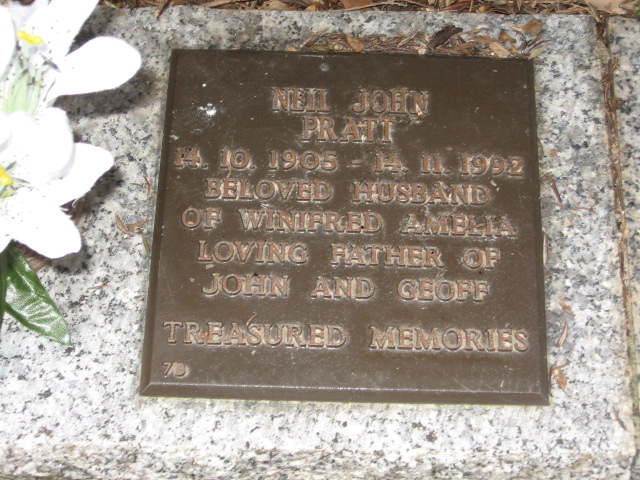 NEIL JOHN
PRATT
14. 10. 1905 - 14. 11. 1992
BELOVED HUSBAND
OF WINIFRED AMELIA
LOVING FATHER OF
JOHN AND GEOFF
TREASURED MEMORIES
7D